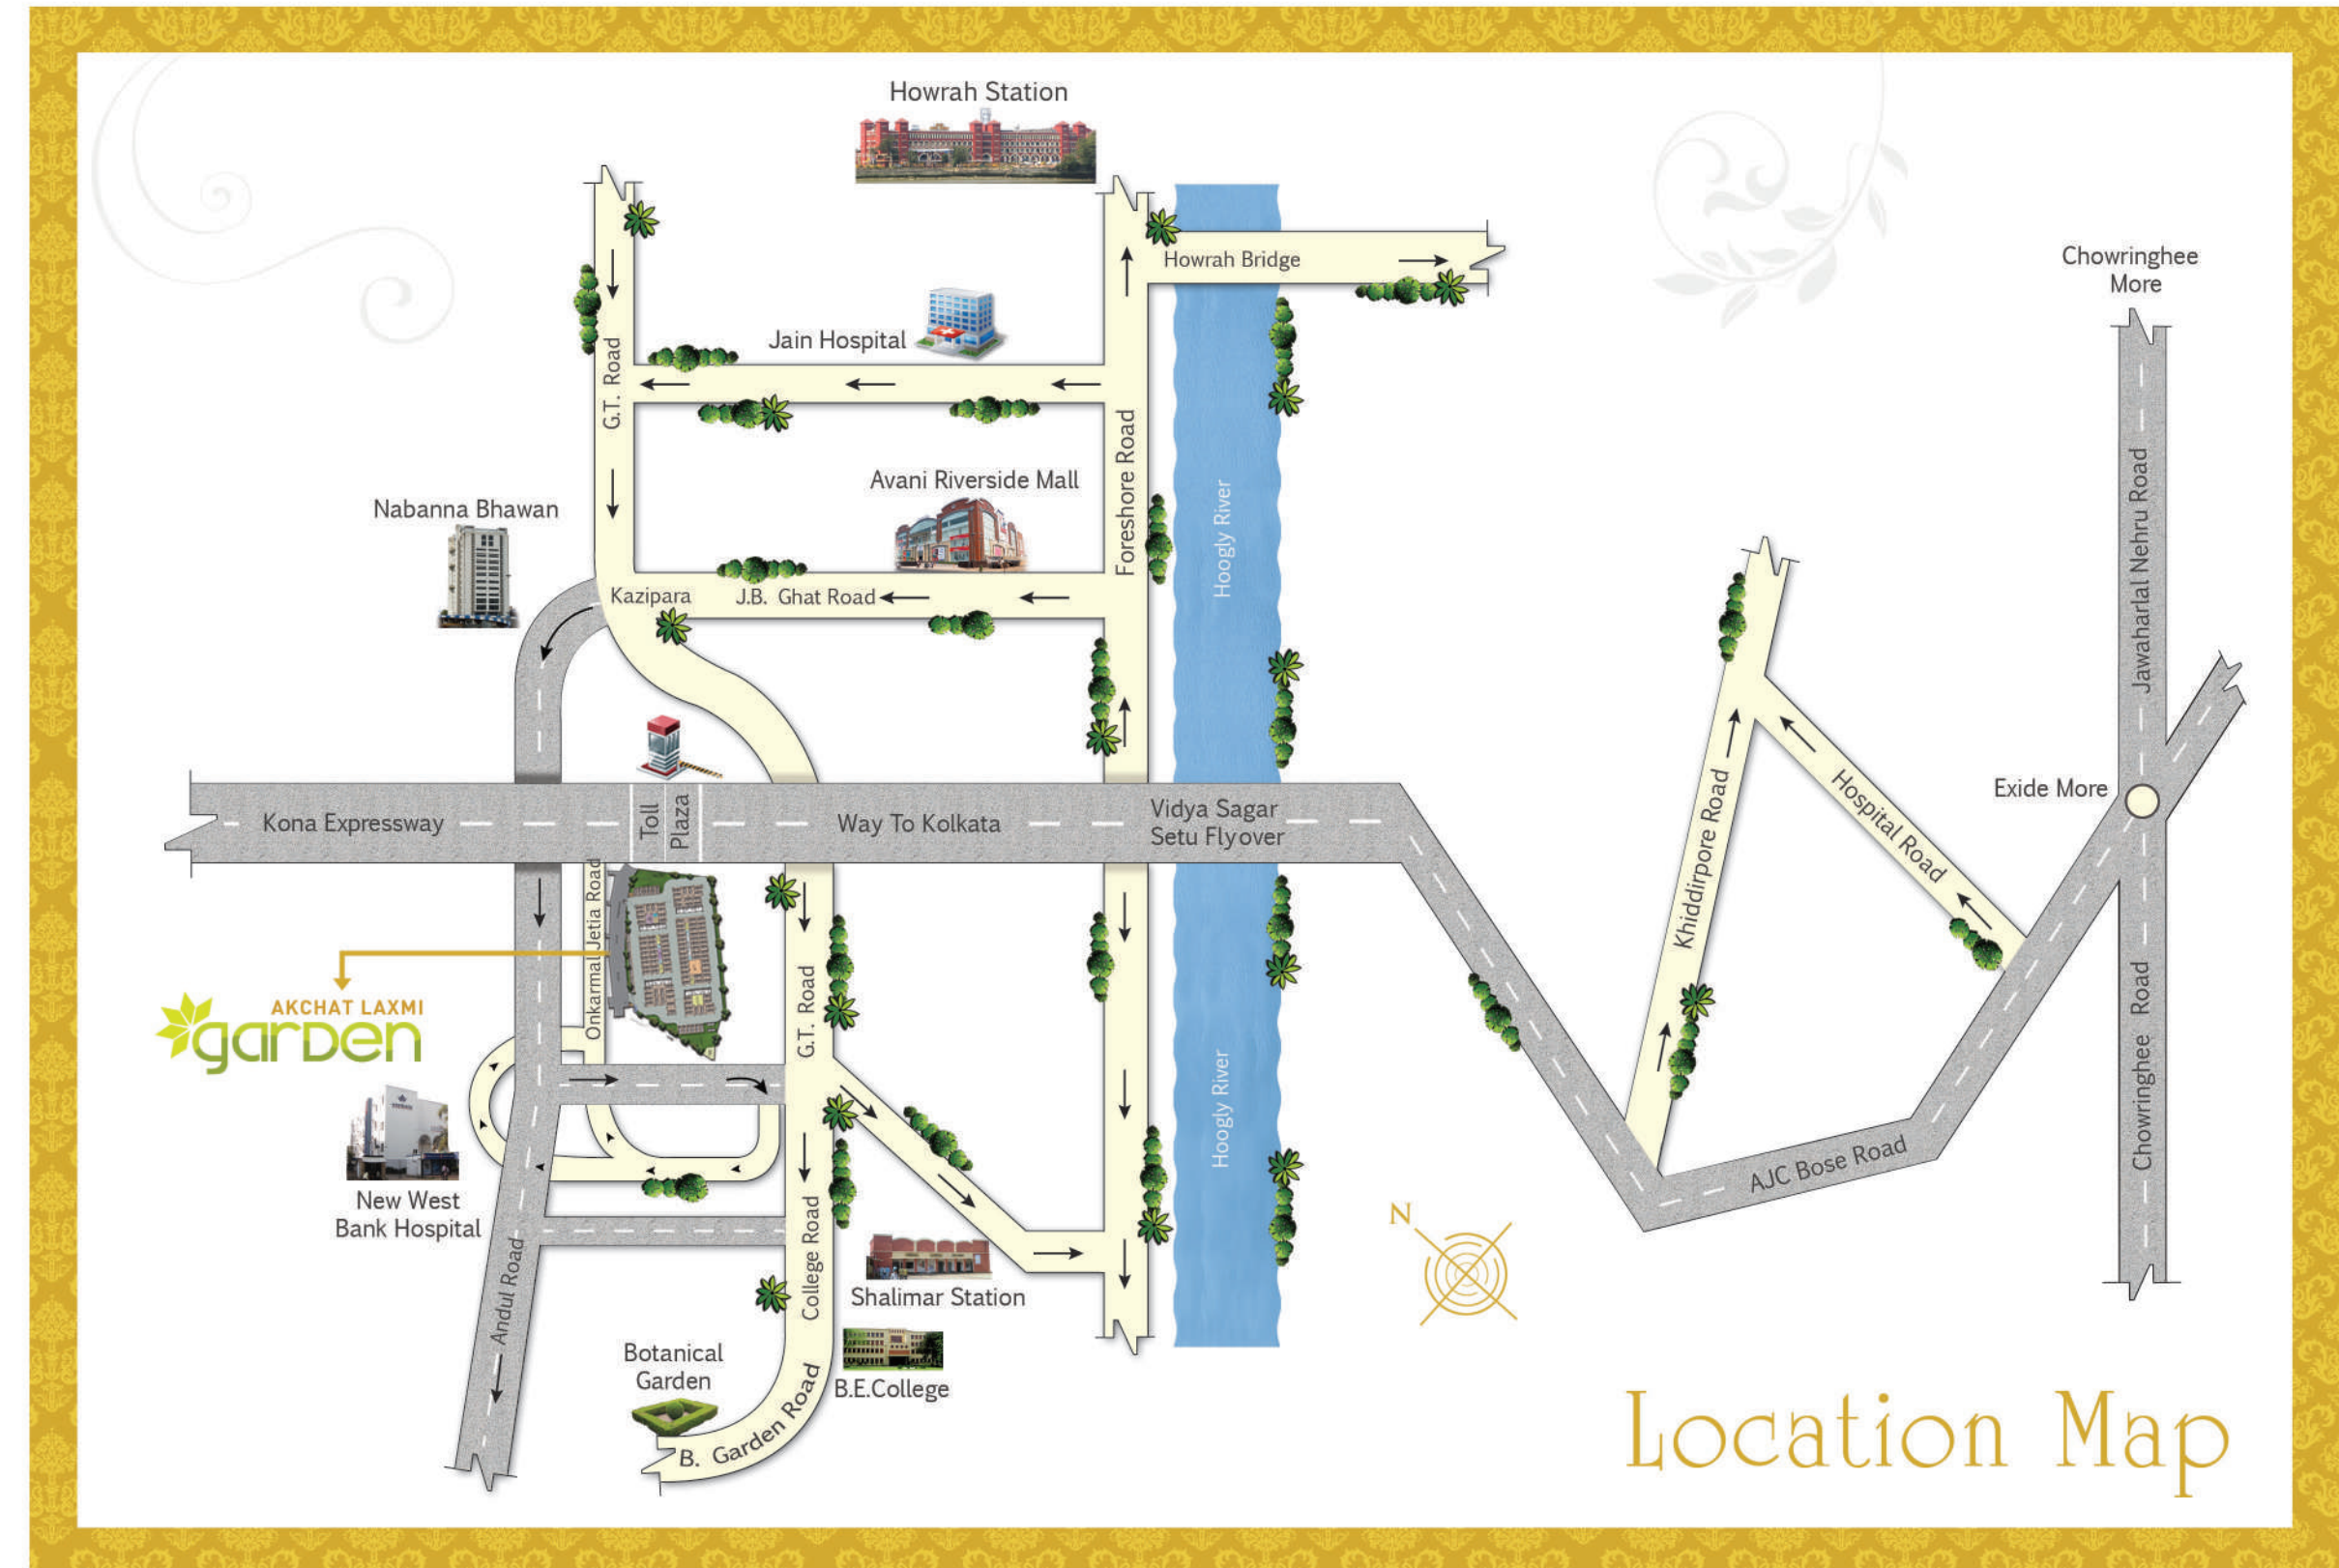 Howrah Station
Howrah Bridge
Chowringhee
More
Jain Hospital
G.T. Road
Foreshore Road
Avani Riverside Mall
Nabanna Bhawan
Hoogly River
Jawaharlal Nehru Road
Kazipara
J.B. Ghat Road
Exide More
Khiddirpore Road
Hospital Road
Kona Expressway
Toll
Plaza
Way To Kolkata
Vidya Sagar
Setu Flyover
Onkarmal Jetia Road
AKCHAT LAXMI
garDen
G.T. Road
Hoogly River
Chowringhee Road
AJC Bose Road
New West
Bank Hospital
Andul Road
College Road
N
Shalimar Station
Botanical
Garden
B.E.College
B. Garden Road
Location Map